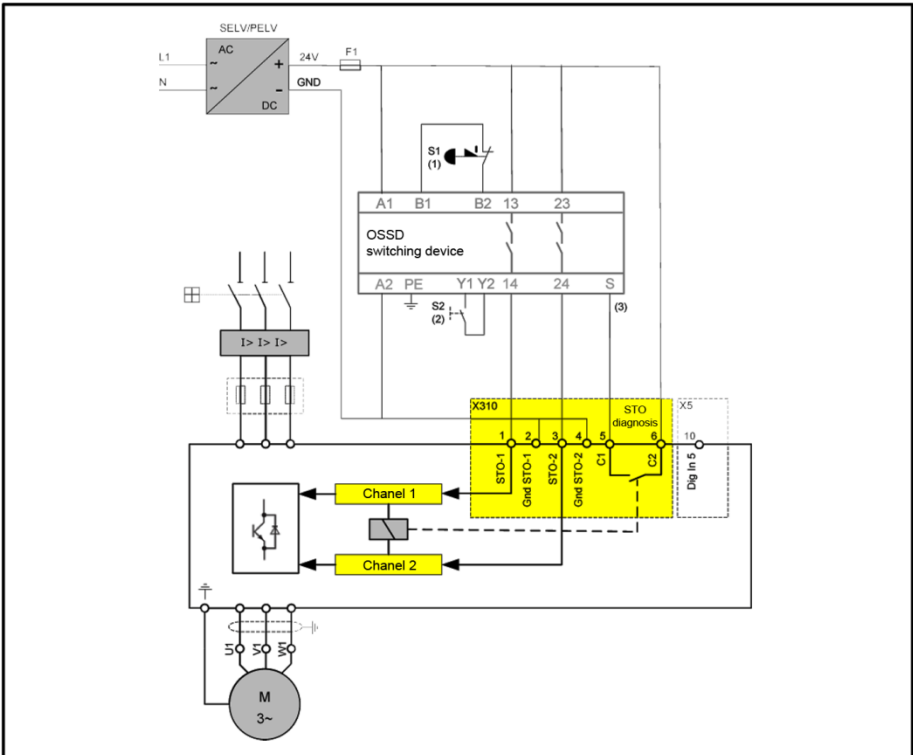 SELV/PELV
L1
AC
~
+
24V
F1
N
~
-
GND
DC
S1
(1)
A1 B1 B2 13 23
OSSD
switching device
A2 PE Y1 Y2 14 24 S
(3)
S2
(2)
I> I> I>
X310
STO
diagnosis
X5
1 2 3 4 5 6 10
STO-1
Gnd STO-1
STO-2
Gnd STO-2
C1
C2
Dig In 5
Chanel 1
Chanel 2
U1
V1
W1
M
3~